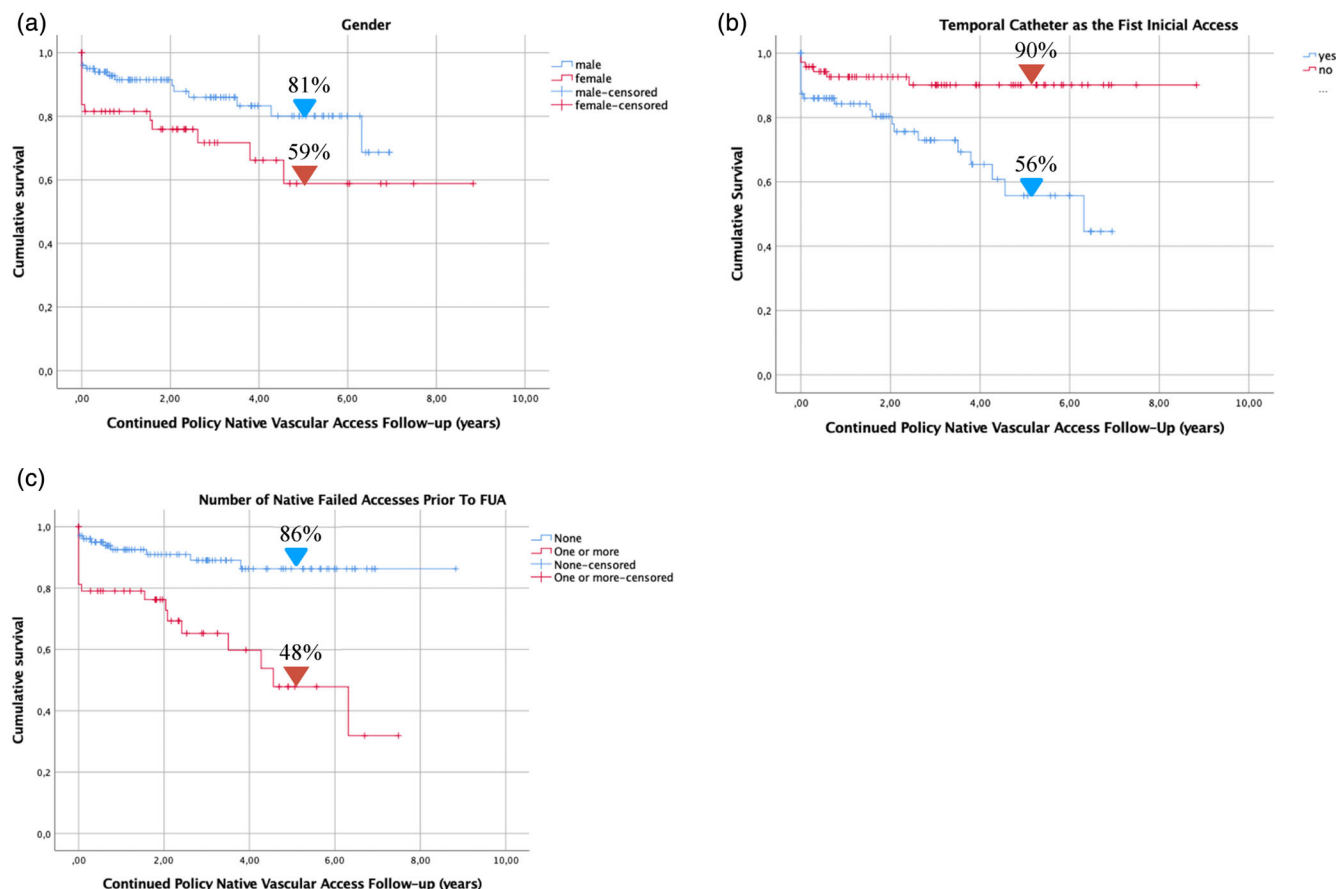 (a)
Gender
1,0
0,8
0,6
0,4
0,2
0,0
Cumulative survival
81%
59%
male
female
male-censored
female-censored
,00
2,00
4,00
6,00
8,00
10,00
Continued Policy Native Vascular Access Follow-up (years)
(b)
Temporal Catheter as the Fist Inicial Access
1,0
0,8
0,6
0,4
0,2
0,0
Cumulative Survival
90%
56%
yes
no
...
,00
2,00
4,00
6,00
8,00
10,00
Continued Policy Native Vascular Access Follow-Up (years)
(c)
Number of Native Failed Accesses Prior To FUA
1,0
0,8
0,6
0,4
0,2
0,0
Cumulative survival
86%
48%
None
One or more
None-censored
One or more-censored
,00
2,00
4,00
6,00
8,00
10,00
Continued Policy Native Vascular Access Follow-up (years)